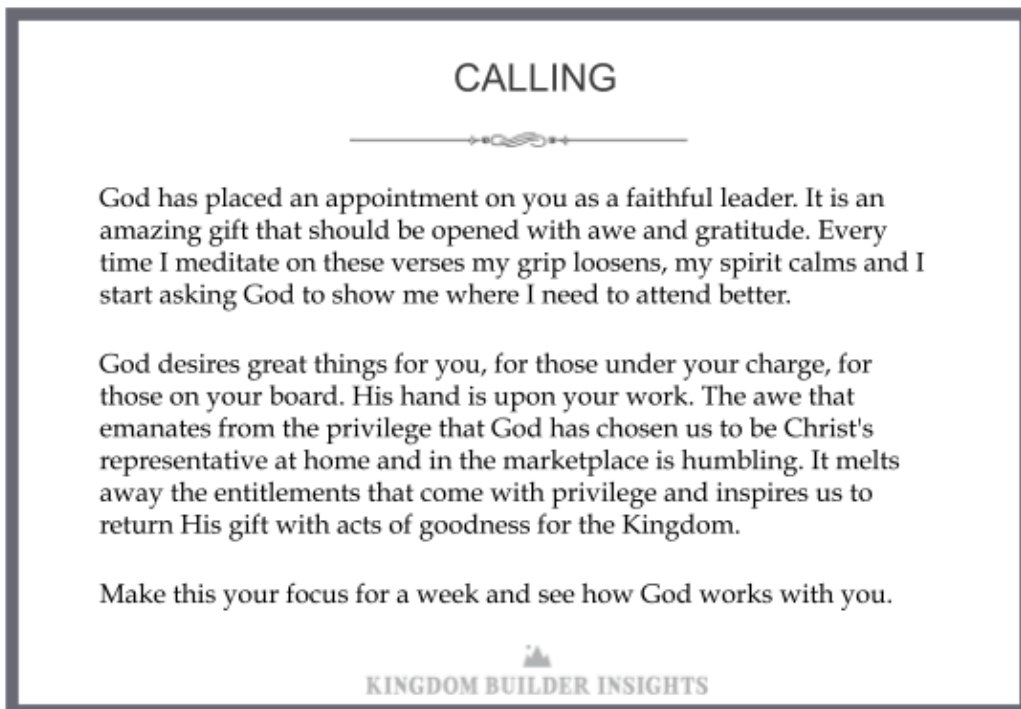 CALLING
God has placed an appointment on you as a faithful leader. It is an
amazing gift that should be opened with awe and gratitude. Every
time I meditate on these verses my grip loosens, my spirit calms and I
start asking God to show me where I need to attend better.
God desires great things for you, for those under your charge, for
those on your board. His hand is upon your work. The awe that
emanates from the privilege that God has chosen us to be Christ's
representative at home and in the marketplace is humbling. It melts
away the entitlements that come with privilege and inspires us to
return His gift with acts of goodness for the Kingdom.
Make this your focus for a week and see how God works with you.
KINGDOM BUILDER INSIGHTS